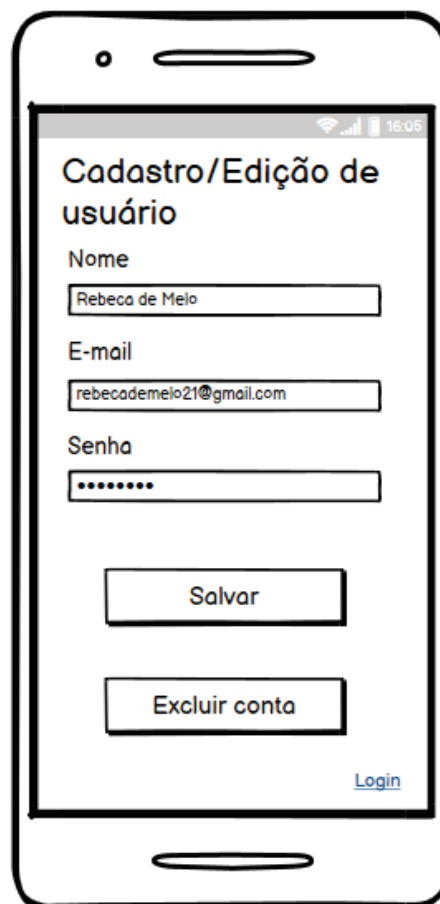 16:05
Cadastro/Edição de
usuário
Nome
Rebeca de Melo
E-mail
rebecademelo21@gmail.com
Senha
••••••••
Salvar
Excluir conta
Login